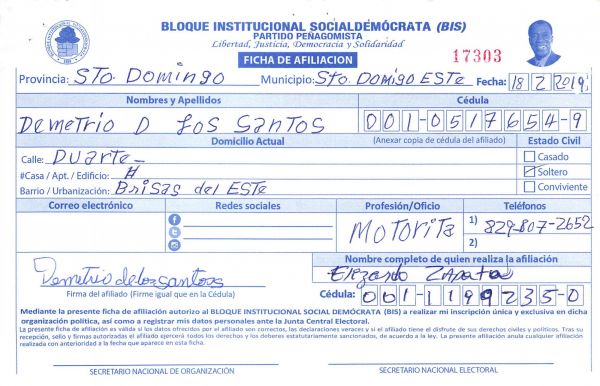 BLOQUE INSTITUCIONAL SOCIALDEMÓCRATA (BIS)
PARTIDO PEÑAGOMISTA
Libertad, Justicia, Democracia y Solidaridad
FICHA DE AFILIACION 17303
Provincia: STO. DOMINGO Municipio: STO. DOMIGO ESTE Fecha: 18 2 2019
Nombres y Apellidos Cédula
DEMETRIO D LOS SANTOS 001-0517654-9
Domicilio Actual (Anexar copia de cédula del afiliado) Estado Civil
Calle: DUARTE Casado
#Casa / Apt. / Edificio: # Soltero
Barrio / Urbanización: BRISAS del ESTE Conviviente
Correo electrónico Redes sociales Profesión/Oficio Teléfonos
MOTORITA 1) 829-807-2652
2)
Nombre completo de quien realiza la afiliación
Demetrio de los santos ZAPATA
Firma del afiliado (Firme igual que en la Cédula) Cédula: 001-1199235-0
Mediante la presente ficha de afiliación autorizo al BLOQUE INSTITUCIONAL SOCIAL DEMÓCRATA (BIS) a realizar mi inscripción única y exclusiva en dicha
organización política, así como a registrar mis datos personales ante la Junta Central Electoral.
La presente ficha de afiliación es válida si los datos ofrecidos por el afiliado son correctos, las declaraciones veraces y si el afiliado tiene el disfrute de sus derechos civiles y políticos. Tras su
recepción, sello y firmas autorizadas el afiliado ejercerá todos los derechos y los deberes estatutariamente sancionados, de acuerdo a la ley. La presente afiliación anula cualquier afiliación
realizada con anterioridad a la fecha que aparece en esta ficha.
SECRETARIO NACIONAL DE ORGANIZACIÓN SECRETARIO NACIONAL ELECTORAL